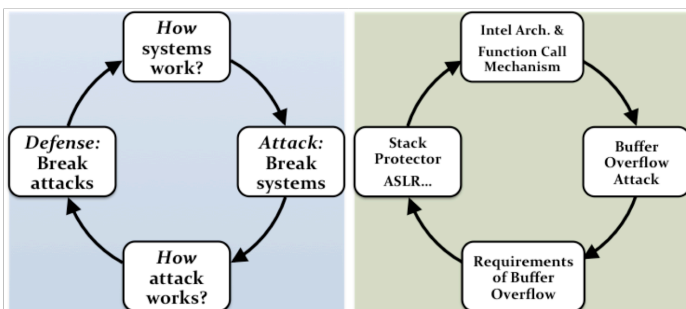 How
systems
work?
Attack:
Break
systems
How
attack
works?
Defense:
Break
attacks
Intel Arch. &
Function Call
Mechanism
Buffer
Overflow
Attack
Requirements
of Buffer
Overflow
Stack
Protector
ASLR...